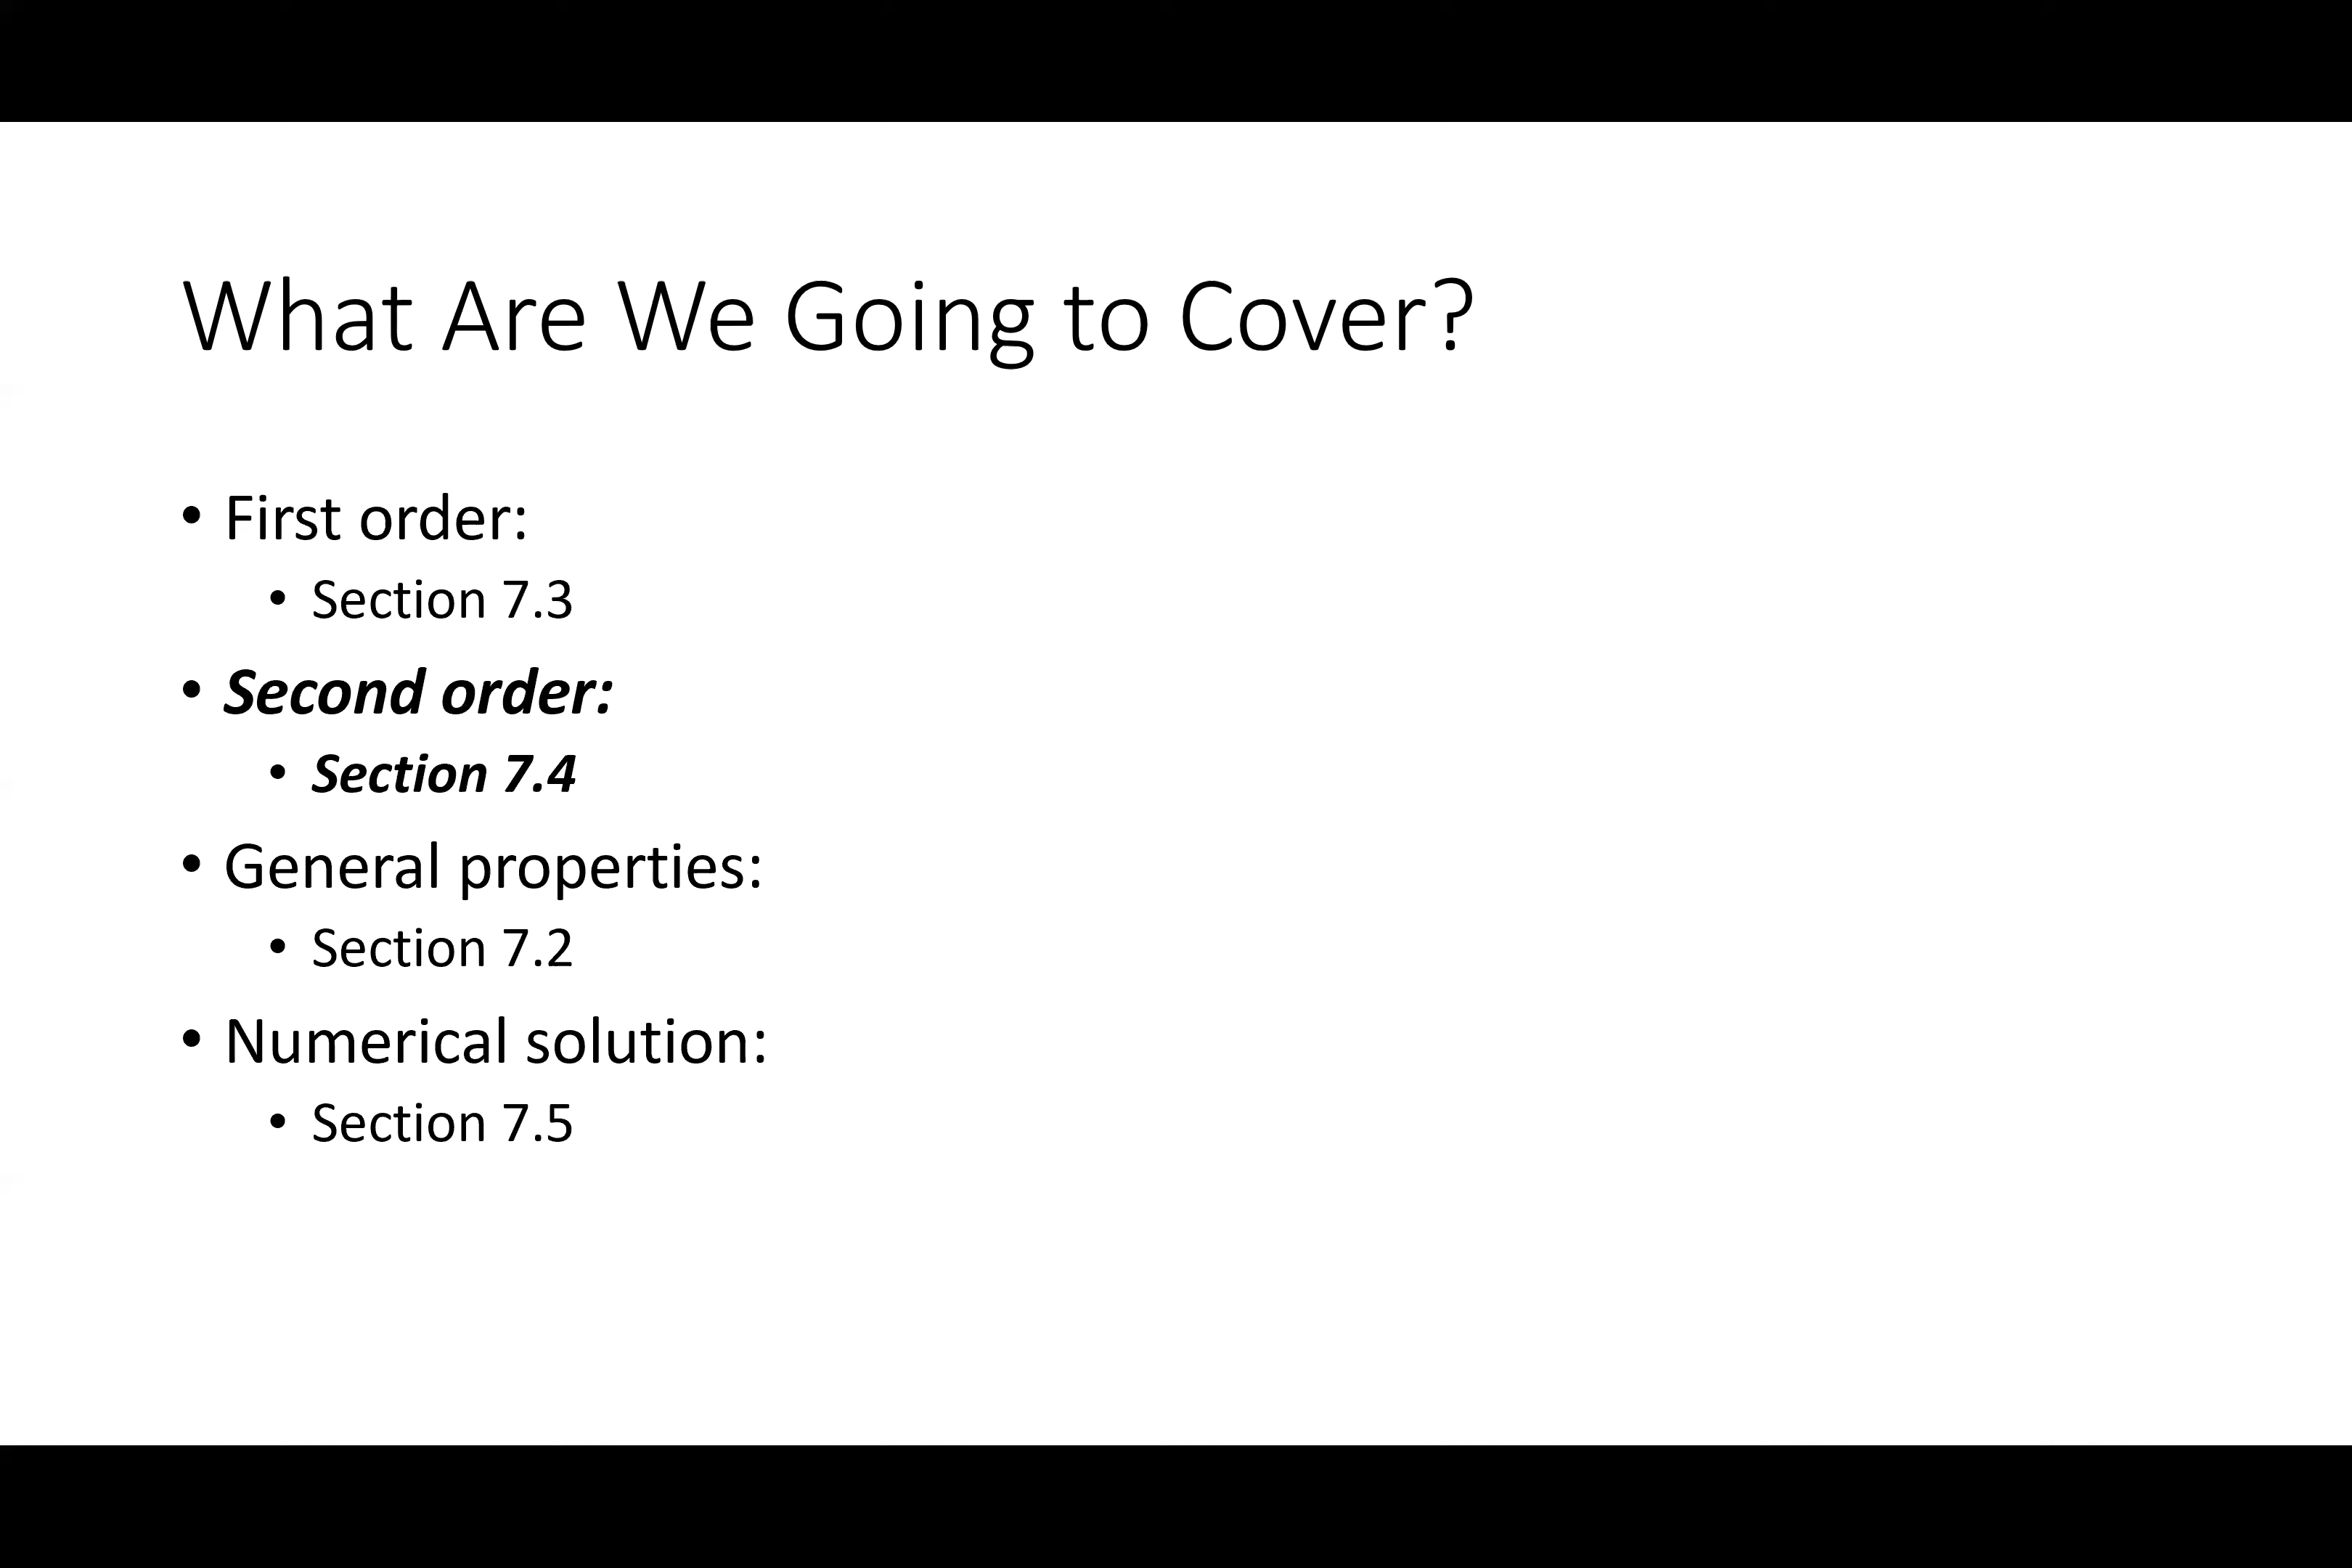 What Are We Going to Cover?
• First order:
• Section 7.3
• Second order:
• Section 7.4
• General properties:
• Section 7.2
• Numerical solution:
• Section 7.5